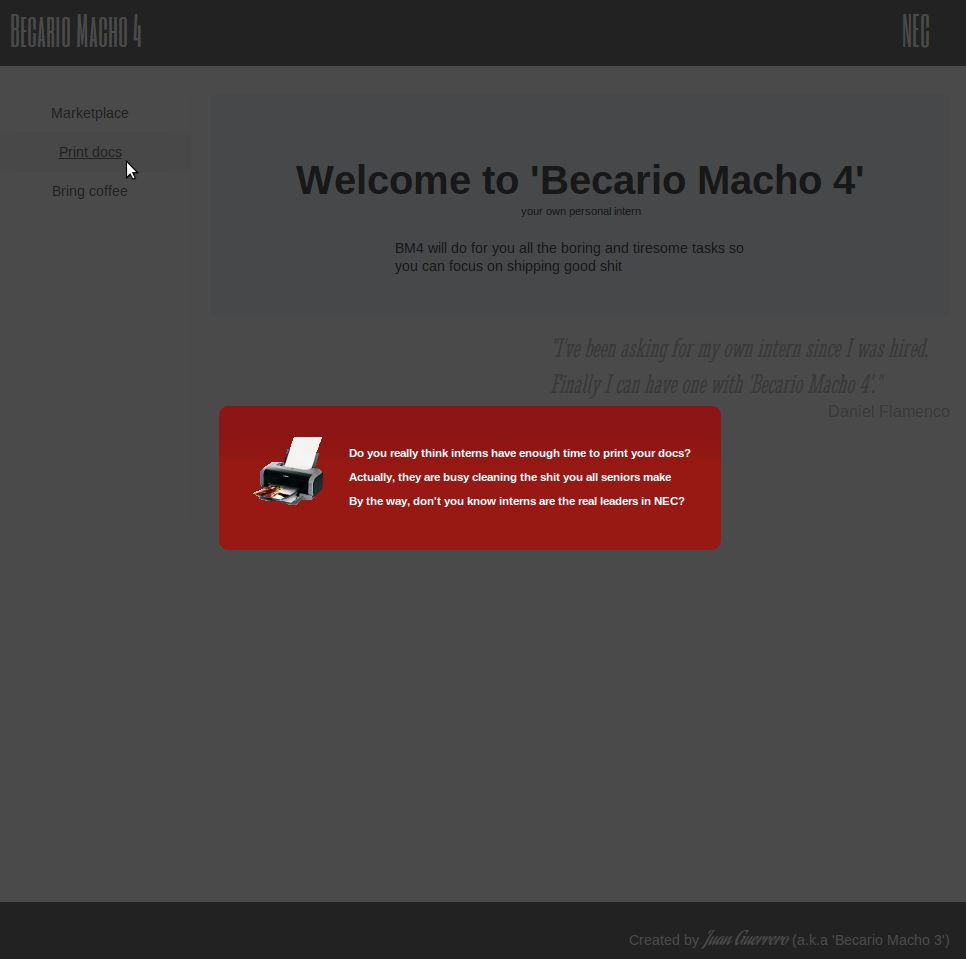 Becario Macho 4
NEC
Marketplace
Print docs
Bring coffee
Welcome to 'Becario Macho 4'
your own personal intern
BM4 will do for you all the boring and tiresome tasks so
you can focus on shipping good shit
"I've been asking for my own intern since I was hired.
Finally I can have one with 'Becario Macho 4'."
Daniel Flamenco
Do you really think interns have enough time to print your docs?
Actually, they are busy cleaning the shit you all seniors make
By the way, don't you know interns are the real leaders in NEC?
Created by Juan Guerrero (a.k.a 'Becario Macho 3')